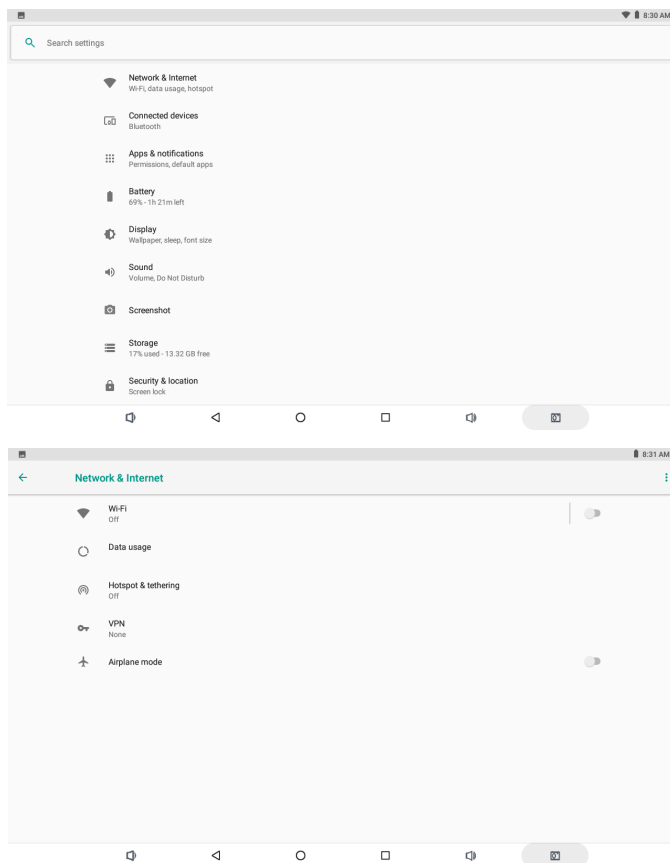 8:30 AM
Search settings
Network & Internet
Wi-Fi, data usage, hotspot
Connected devices
Bluetooth
Apps & notifications
Permissions, default apps
Battery
69% - 1h 21m left
Display
Wallpaper, sleep, font size
Sound
Volume, Do Not Disturb
Screenshot
Storage
17% used - 13.32 GB free
Security & location
Screen lock
8:31 AM
Network & Internet
Wi-Fi
Off
Data usage
Hotspot & tethering
Off
VPN
None
Airplane mode